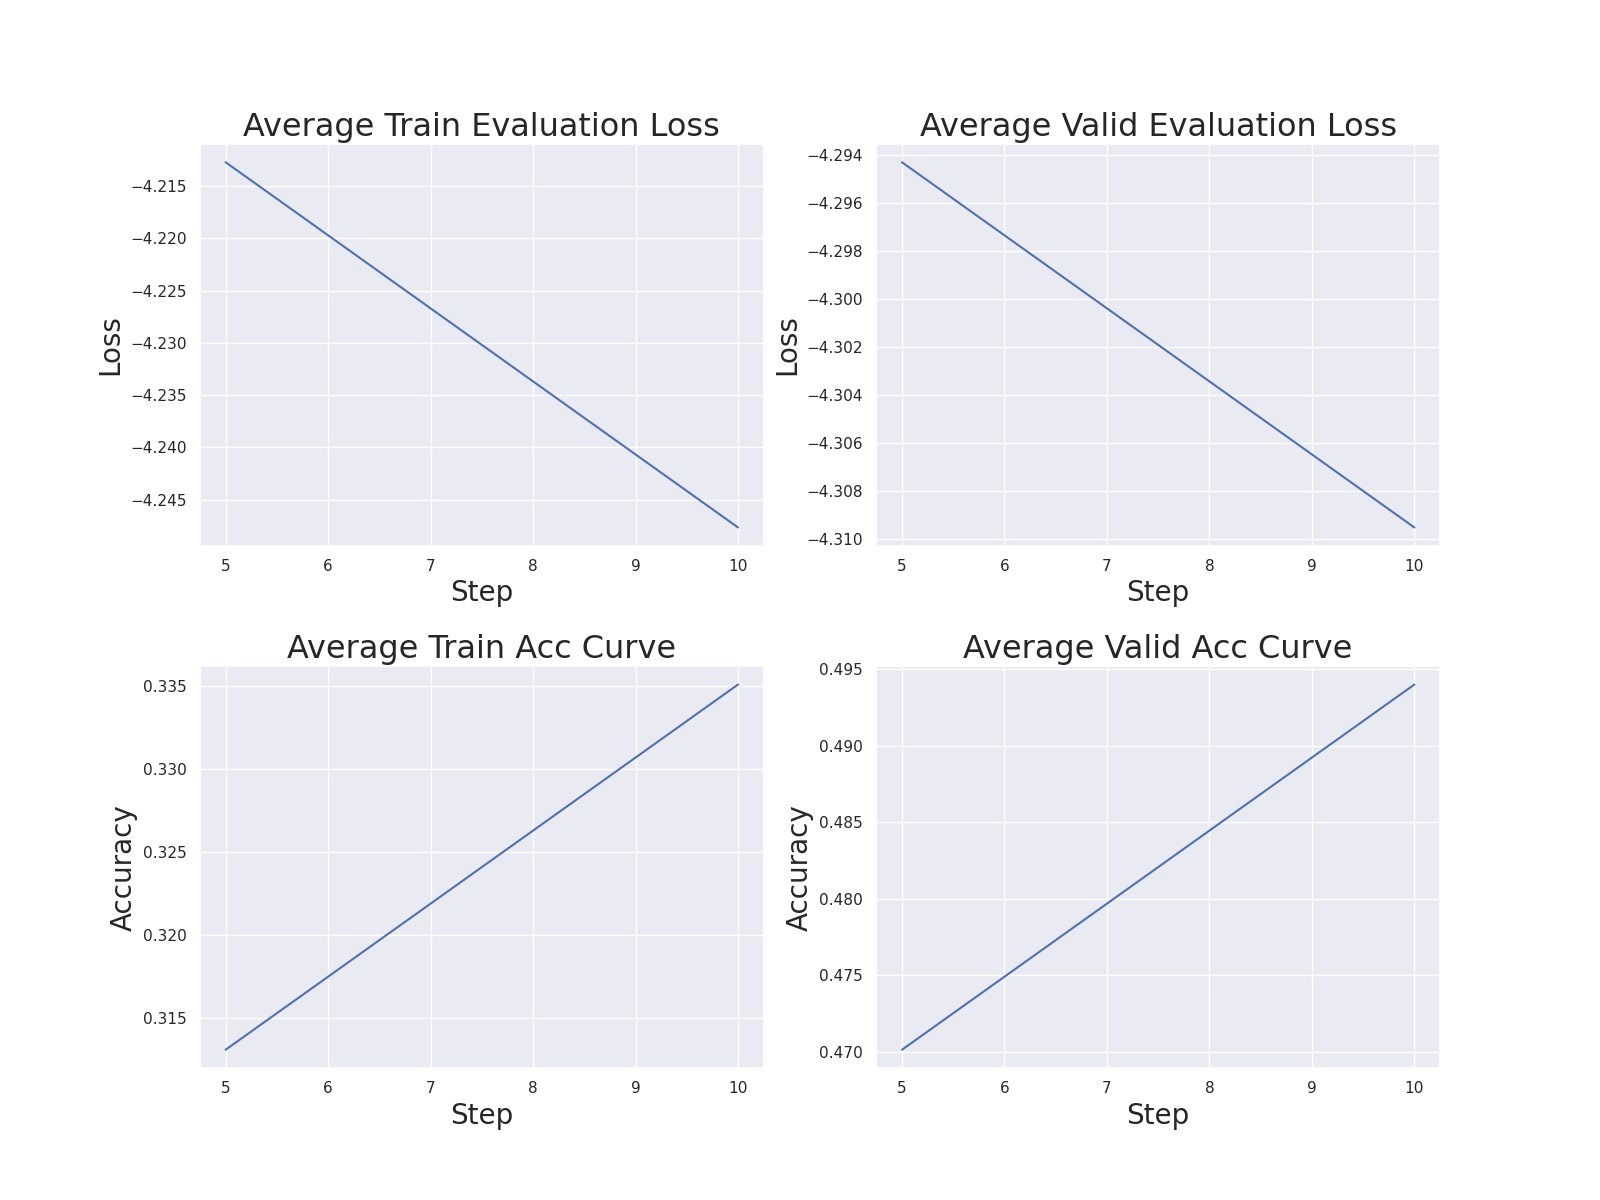 Average Train Evaluation Loss
Loss
−4.215
−4.220
−4.225
−4.230
−4.235
−4.240
−4.245
5 6 7 8 9 10
Step
Average Valid Evaluation Loss
Loss
−4.294
−4.296
−4.298
−4.300
−4.302
−4.304
−4.306
−4.308
−4.310
5 6 7 8 9 10
Step
Average Train Acc Curve
Accuracy
0.335
0.330
0.325
0.320
0.315
5 6 7 8 9 10
Step
Average Valid Acc Curve
Accuracy
0.495
0.490
0.485
0.480
0.475
0.470
5 6 7 8 9 10
Step